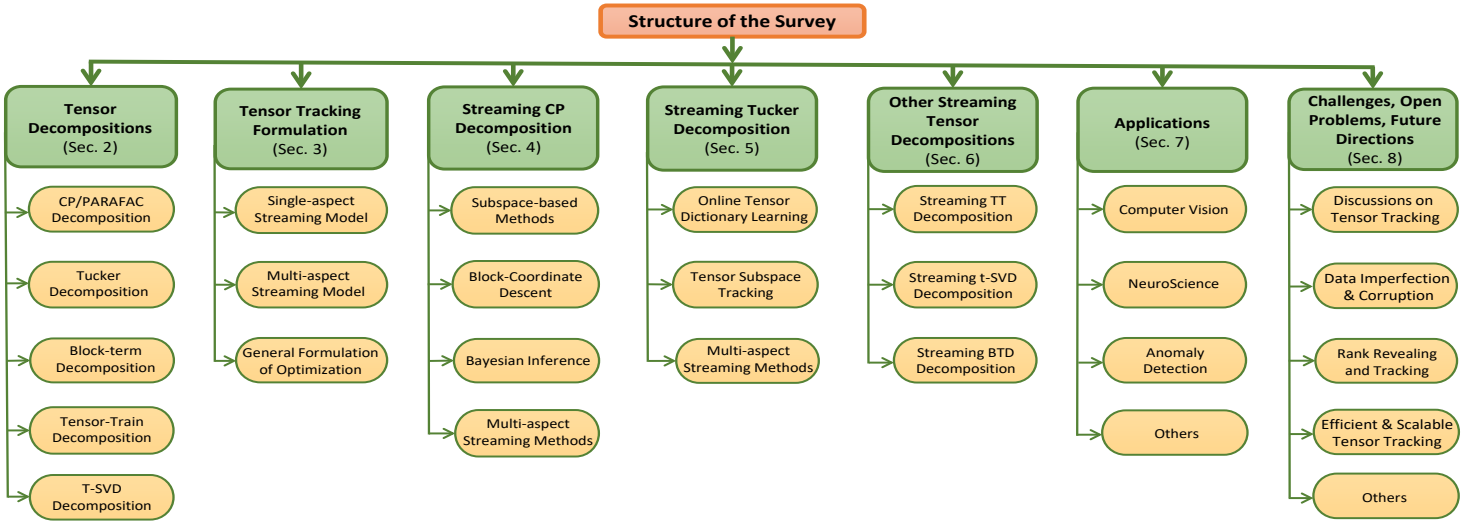 Structure of the Survey
Tensor
Decompositions
(Sec. 2)
CP/PARAFAC
Decomposition
Tucker
Decomposition
Block-term
Decomposition
Tensor-Train
Decomposition
T-SVD
Decomposition
Tensor Tracking
Formulation
(Sec. 3)
Single-aspect
Streaming Model
Multi-aspect
Streaming Model
General Formulation
of Optimization
Streaming CP
Decomposition
(Sec. 4)
Subspace-based
Methods
Block-Coordinate
Descent
Bayesian Inference
Multi-aspect
Streaming Methods
Streaming Tucker
Decomposition
(Sec. 5)
Online Tensor
Dictionary Learning
Tensor Subspace
Tracking
Multi-aspect
Streaming Methods
Other Streaming
Tensor
Decompositions
(Sec. 6)
Streaming TT
Decomposition
Streaming t-SVD
Decomposition
Streaming BTD
Decomposition
Applications
(Sec. 7)
Computer Vision
NeuroScience
Anomaly
Detection
Others
Challenges, Open
Problems, Future
Directions
(Sec. 8)
Discussions on
Tensor Tracking
Data Imperfection
& Corruption
Rank Revealing
and Tracking
Efficient & Scalable
Tensor Tracking
Others